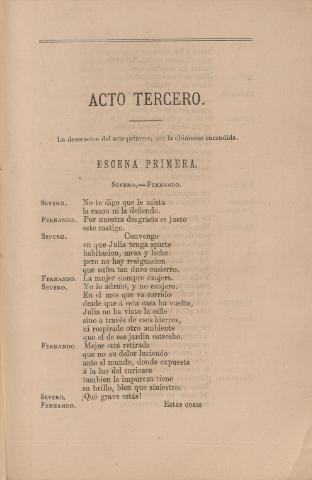 ACTO TERCERO.
La decoracion del acto primero, con la chimenea encendida.
ESCENA PRIMERA.
SEVERO.—FERNANDO.
SEVERO. No te digo que le asista
la razon ni la defiendo.
FERNANDO. Por nuestra desgracia es justo
este castigo.
SEVERO. Convengo
en que Julia tenga aparte
habitacion, mesa y lecho:
pero no hay resignacion
que sufra tan duro encierro.
FERNANDO. La mujer siempre exajera.
SEVERO. Yo lo afirmo, y no exajero.
En el mes que va corrido
desde que á esta casa ha vuelto,
Julia no ha visto la calle
sino á través de esos hierros,
ni respirado otro ambiente
que el de ese jardin estrecho.
FERNANDO. Mejor está retirada
que no su dolor luciendo
ante el mundo, donde expuesta
á la luz del curioso
tambien la impureza tiene
su brillo, bien que siniestro.
SEVERO. ¡Qué grave estás!
FERNANDO. Estas cosas